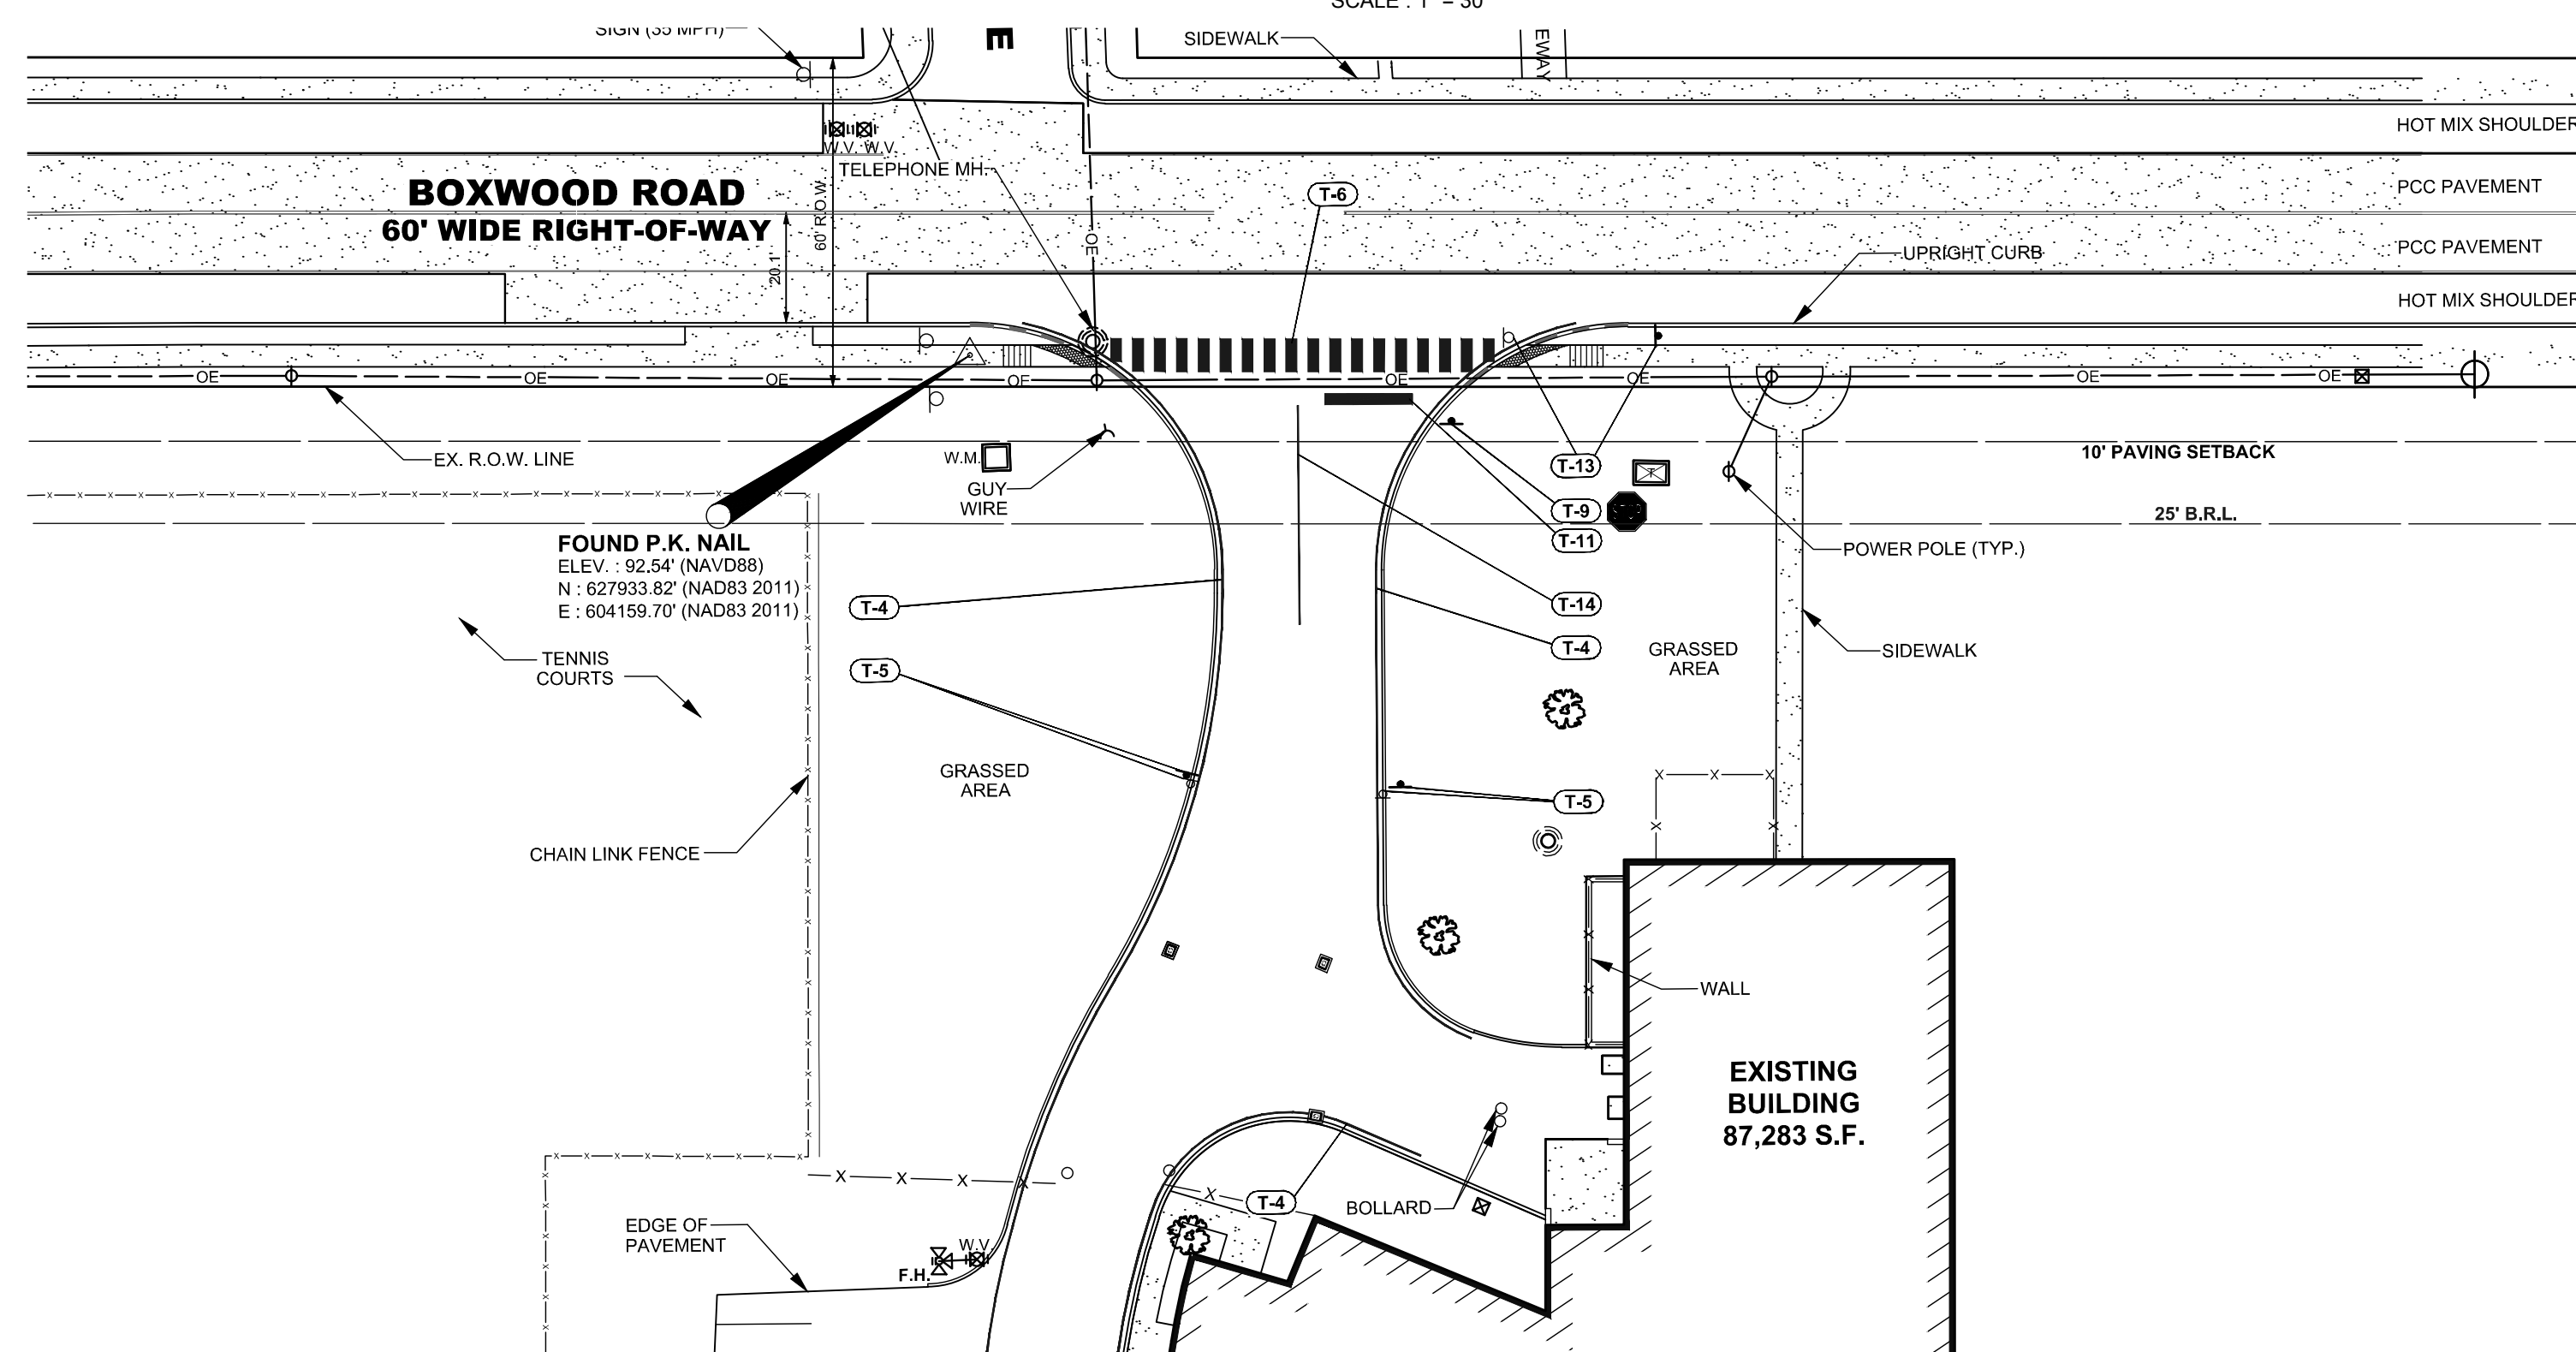 SCALE : 1" = 30'
SIGN (35 MPH)
E
SIDEWALK
EWAY
HOT MIX SHOULDER
W.V. W.V.
TELEPHONE MH.
BOXWOOD ROAD
60' WIDE RIGHT-OF-WAY
60' R.O.W.
20.1'
T-6
OE
PCC PAVEMENT
PCC PAVEMENT
UPRIGHT CURB
HOT MIX SHOULDER
OE
OE
OE
OE
OE
OE
OE
OE
EX. R.O.W. LINE
W.M.
GUY
WIRE
T-13
T
10' PAVING SETBACK
T-9
STOP
T-11
25' B.R.L.
POWER POLE (TYP.)
FOUND P.K. NAIL
ELEV. : 92.54' (NAVD88)
N : 627933.82' (NAD83 2011)
E : 604159.70' (NAD83 2011)
T-4
T-14
T-4
TENNIS
COURTS
T-5
GRASSED
AREA
SIDEWALK
GRASSED
AREA
T-5
CHAIN LINK FENCE
WALL
EXISTING
BUILDING
87,283 S.F.
T-4
BOLLARD
EDGE OF
PAVEMENT
W.V.
F.H.